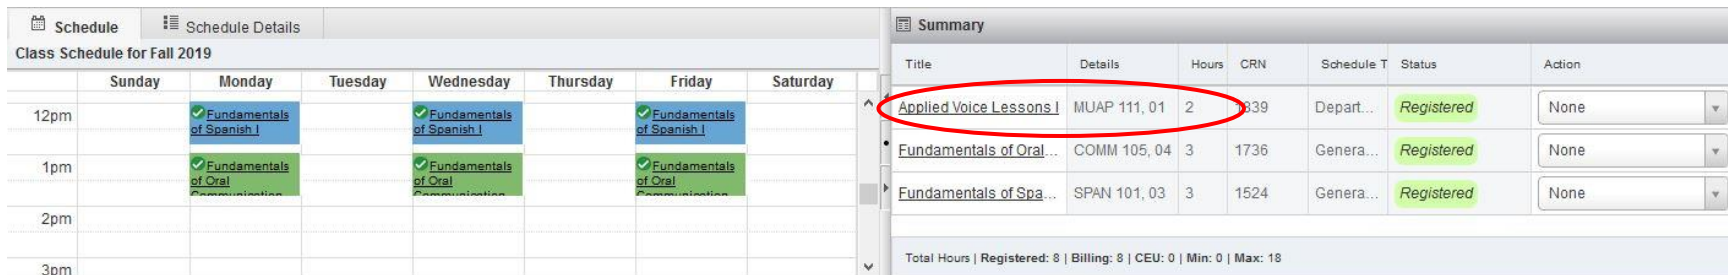 Schedule
Schedule Details
Class Schedule for Fall 2019
Sunday Monday Tuesday Wednesday Thursday Friday Saturday
12pm
Fundamentals
of Spanish I
Fundamentals
of Spanish I
Fundamentals
of Spanish I
1pm
Fundamentals
of Oral
Communication
Fundamentals
of Oral
Communication
Fundamentals
of Oral
Communication
2pm
3pm
Summary
Title Details Hours CRN Schedule T Status Action
Applied Voice Lessons I MUAP 111, 01 2 Depart... Registered None
Fundamentals of Oral... COMM 105, 04 3 1736 Genera... Registered None
Fundamentals of Spa... SPAN 101, 03 3 1524 Genera... Registered None
Total Hours | Registered: 8 | Billing: 8 | CEU: 0 | Min: 0 | Max: 18